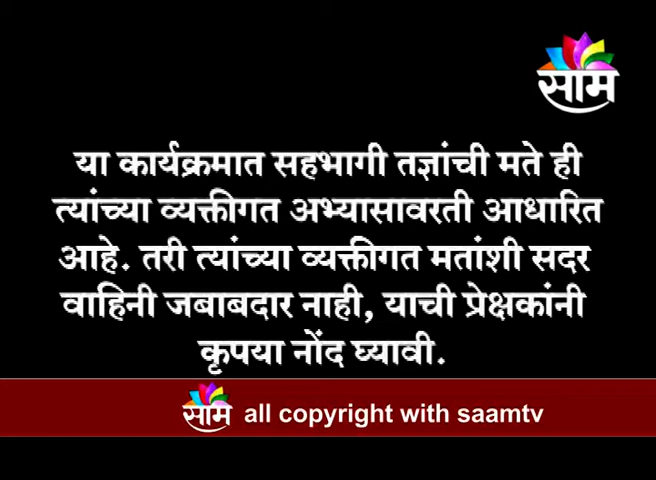 साम
या कार्यक्रमात सहभागी तज्ञांची मते ही
त्यांच्या व्यक्तीगत अभ्यासावरती आधारित
आहे. तरी त्यांच्या व्यक्तीगत मतांशी सदर
वाहिनी जबाबदार नाही, याची प्रेक्षकांनी
कृपया नोंद घ्यावी.
साम all copyright with saamtv